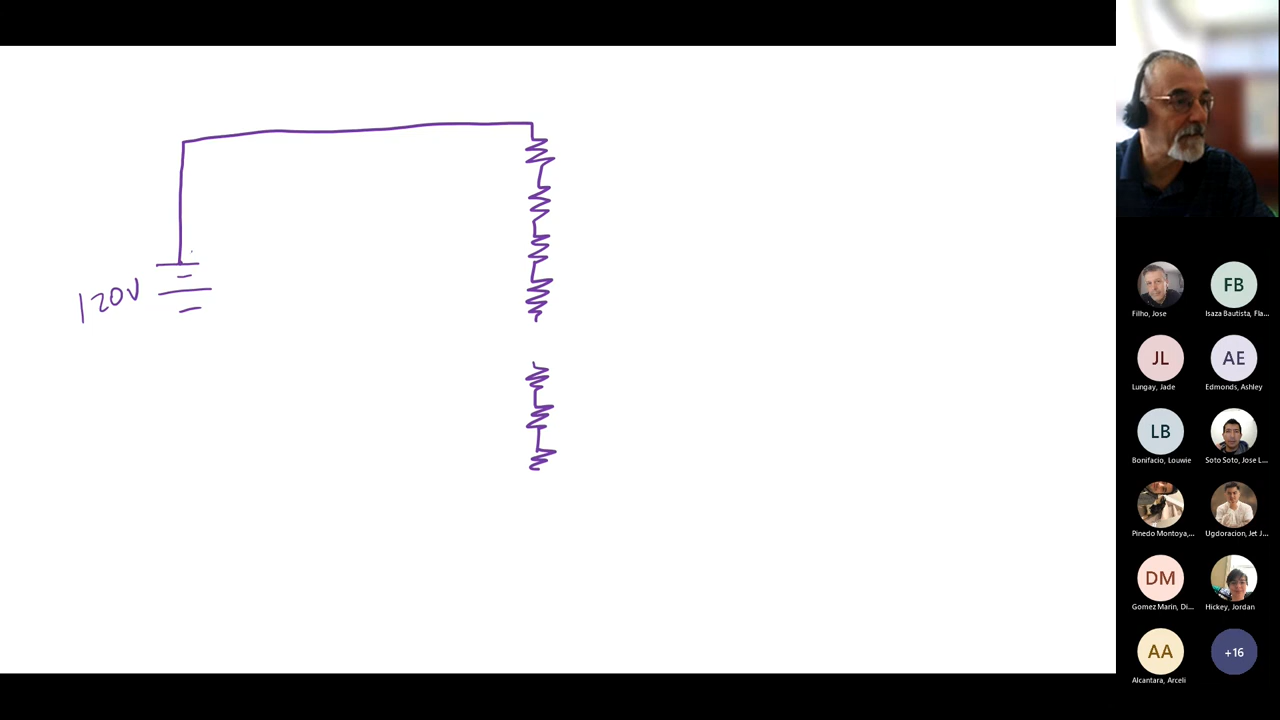 120V
Filho, Jose
FB
Isaza Bautista, Fla...
JL
Lungay, Jade
AE
Edmonds, Ashley
LB
Bonifacio, Louwie
Soto Soto, Jose L...
Pinedo Montoya,...
Ugdoracion, Jet J...
DM
Gomez Marin, Di...
Hickey, Jordan
AA
Alcantara, Arceli
+16